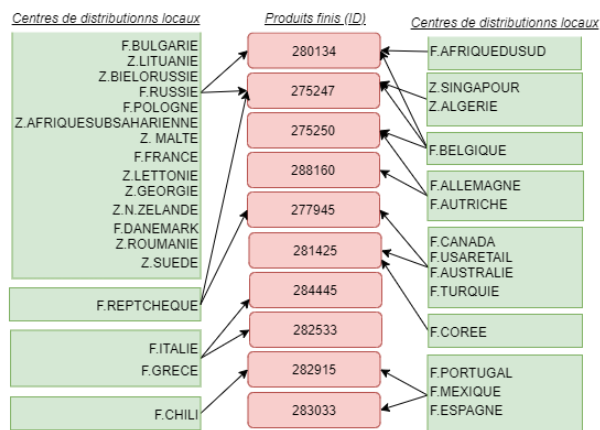 Centres de distributionns locaux
Produits finis (ID)
Centres de distributionns locaux
F.BULGARIE
Z.LITUANIE
Z.BIELORUSSIE
F.RUSSIE
F.POLOGNE
Z.AFRIQUESUBSAHARIENNE
Z. MALTE
F.FRANCE
Z.LETTONIE
Z.GEORGIE
Z.N.ZELANDE
F.DANEMARK
Z.ROUMANIE
Z.SUEDE
F.REPTCHEQUE
F.ITALIE
F.GRECE
F.CHILI
280134
275247
275250
288160
277945
281425
284445
282533
282915
283033
F.AFRIQUEDUSUD
Z.SINGAPOUR
Z.ALGERIE
F.BELGIQUE
F.ALLEMAGNE
F.AUTRICHE
F.CANADA
F.USARETAIL
F.AUSTRALIE
F.TURQUIE
F.COREE
F.PORTUGAL
F.MEXIQUE
F.ESPAGNE